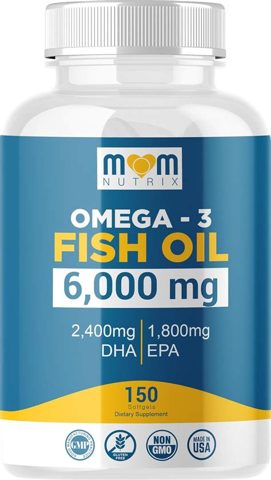 MOM
NUTRIX
OMEGA - 3
FISH OIL
6,000 mg
2,400mg | 1,800mg
DHA | EPA
150
Softgels
Dietary Supplement
GMP
GLUTEN
FREE
NON
GMO
MADE IN
USA